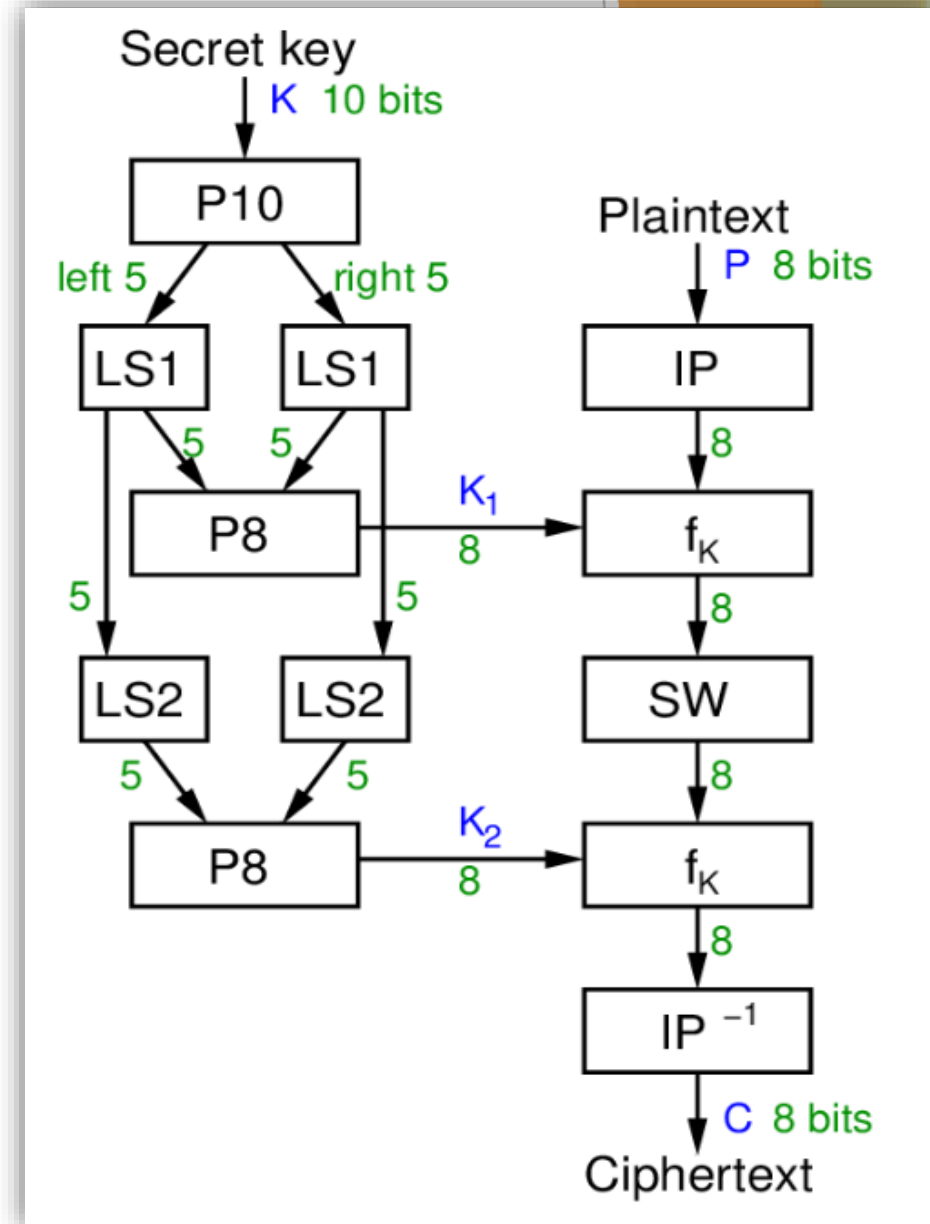 Secret key
K 10 bits
P10
left 5 right 5
LS1 LS1
5 5
P8
K1
8
5 5
LS2 LS2
5 5
P8
K2
8
Plaintext
P 8 bits
IP
8
fK
8
SW
8
fK
8
IP −1
C 8 bits
Ciphertext